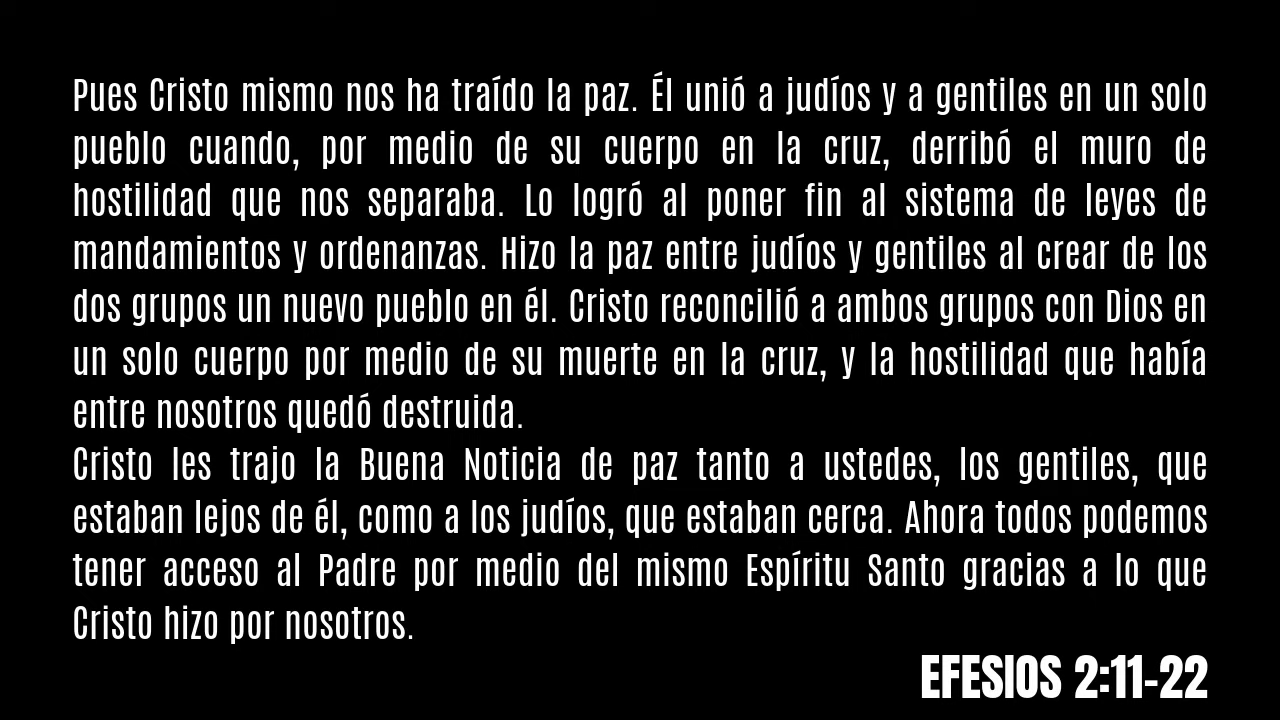 Pues Cristo mismo nos ha traído la paz. Él unió a judíos y a gentiles en un solo
pueblo cuando, por medio de su cuerpo en la cruz, derribó el muro de
hostilidad que nos separaba. Lo logró al poner fin al sistema de leyes de
mandamientos y ordenanzas. Hizo la paz entre judíos y gentiles al crear de los
dos grupos un nuevo pueblo en él. Cristo reconcilió a ambos grupos con Dios en
un solo cuerpo por medio de su muerte en la cruz, y la hostilidad que había
entre nosotros quedó destruida.
Cristo les trajo la Buena Noticia de paz tanto a ustedes, los gentiles, que
estaban lejos de él, como a los judíos, que estaban cerca. Ahora todos podemos
tener acceso al Padre por medio del mismo Espíritu Santo gracias a lo que
Cristo hizo por nosotros.
EFESIOS 2:11-22